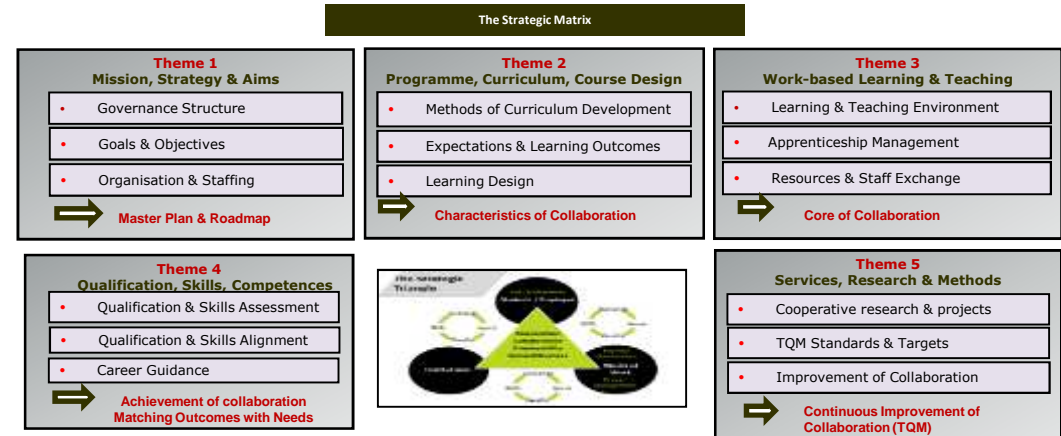 The Strategic Matrix
Theme 1
Mission, Strategy & Aims
• Governance Structure
• Goals & Objectives
• Organisation & Staffing
Master Plan & Roadmap
Theme 2
Programme, Curriculum, Course Design
• Methods of Curriculum Development
• Expectations & Learning Outcomes
• Learning Design
Characteristics of Collaboration
Theme 3
Work-based Learning & Teaching
• Learning & Teaching Environment
• Apprenticeship Management
• Resources & Staff Exchange
Core of Collaboration
Theme 4
Qualification, Skills, Competences
• Qualification & Skills Assessment
• Qualification & Skills Alignment
• Career Guidance
Achievement of collaboration
Matching Outcomes with Needs
The Strategic
Triangle
Theme 5
Services, Research & Methods
• Cooperative research & projects
• TQM Standards & Targets
• Improvement of Collaboration
Continuous Improvement of
Collaboration (TQM)